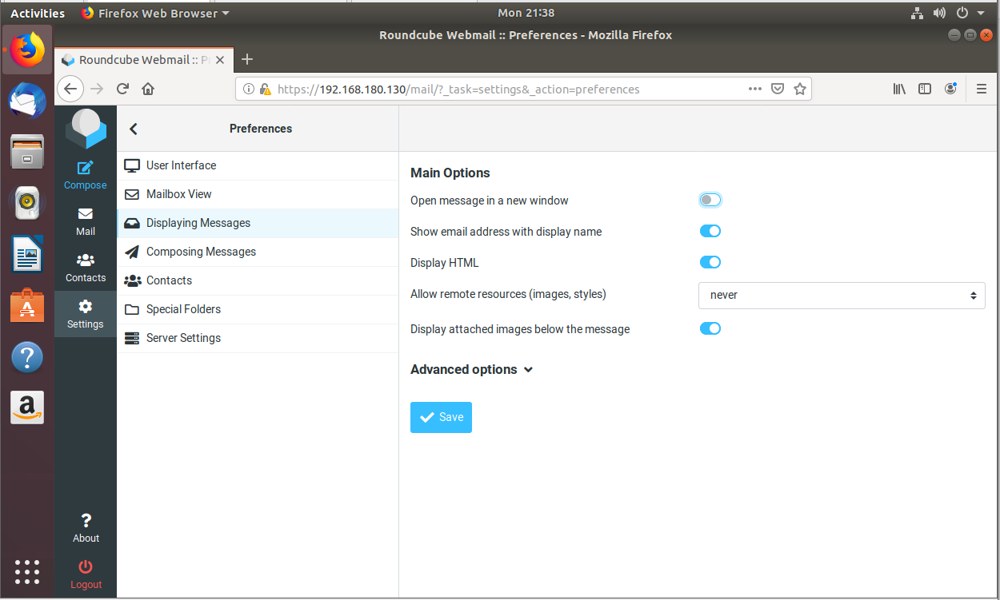 Activities Firefox Web Browser Mon 21:38
Roundcube Webmail :: Preferences - Mozilla Firefox
Roundcube Webmail :: P
https://192.168.180.130/mail/?_task=settings&_action=preferences
Preferences
Compose
Mail
Contacts
Settings
About
Logout
User Interface
Mailbox View
Displaying Messages
Composing Messages
Contacts
Special Folders
Server Settings
Main Options
Open message in a new window
Show email address with display name
Display HTML
Allow remote resources (images, styles) never
Display attached images below the message
Advanced options
Save